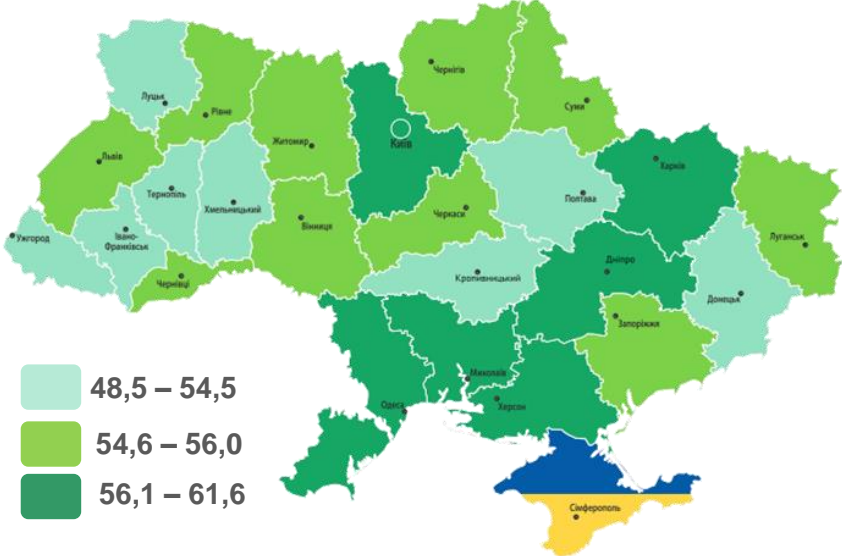 Чернігів
Луцьк
Рівне
Суми
Житомир
Київ
Львів
Харків
Тернопіль
Хмельницький
Полтава
Черкаси
Вінниця
Ужгород
Івано-
Франківськ
Луганськ
Дніпро
Чернівці
Кропивницький
Донецьк
Запоріжжя
Миколаїв
Одеса
Херсон
48,5 – 54,5
54,6 – 56,0
56,1 – 61,6
Сімферополь